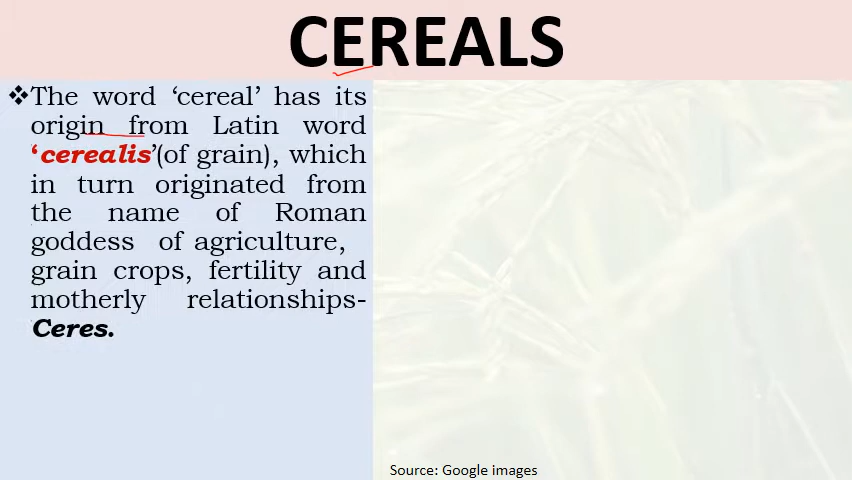 CEREALS
❖The word ‘cereal’ has its
origin from Latin word
‘cerealis’(of grain), which
in turn originated from
the name of Roman
goddess of agriculture,
grain crops, fertility and
motherly relationships-
Ceres.
Source: Google images